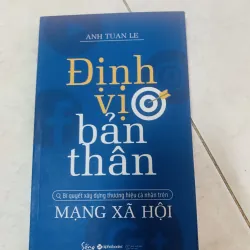 ANH TUAN LE
Định
vị
bản
thân
Bí quyết xây dựng thương hiệu cá nhân trên
MẠNG XÃ HỘI